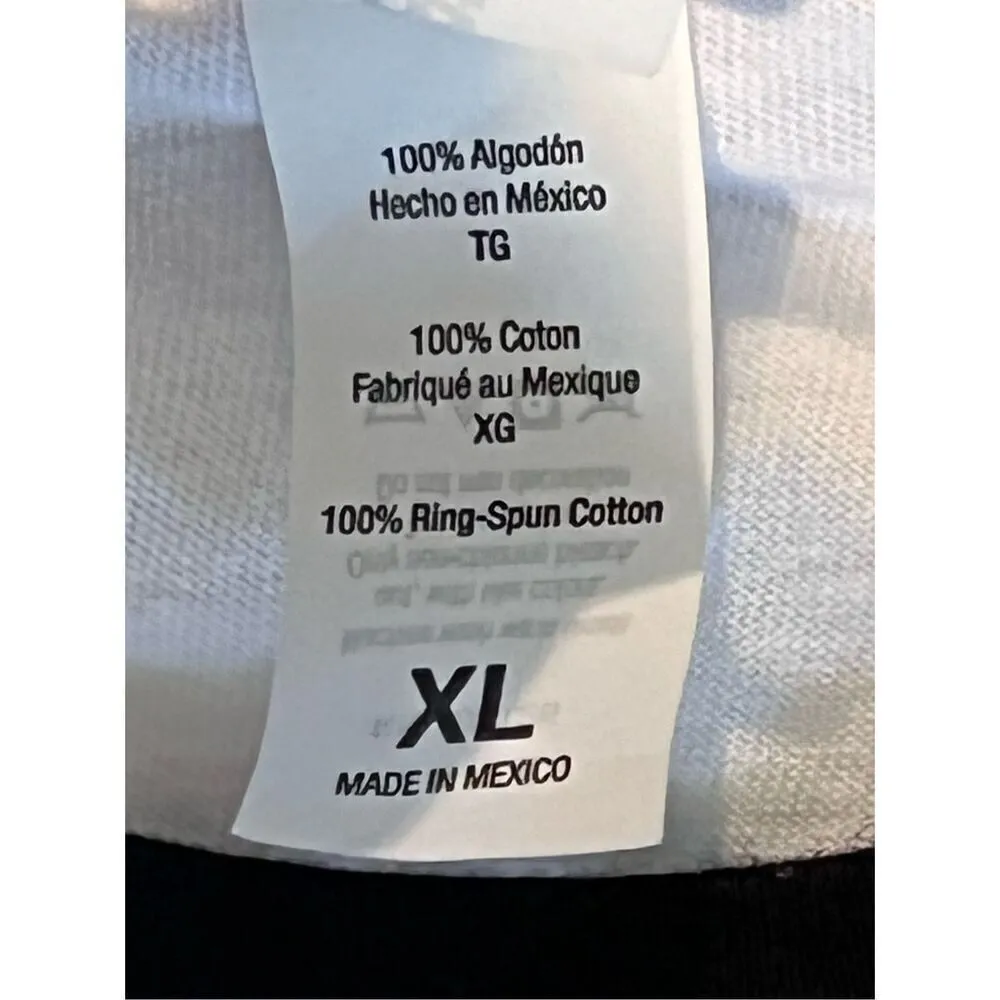 100% Algodón
Hecho en México
TG
100% Coton
Fabriqué au Mexique
XG
100% Ring-Spun Cotton
XL
MADE IN MEXICO